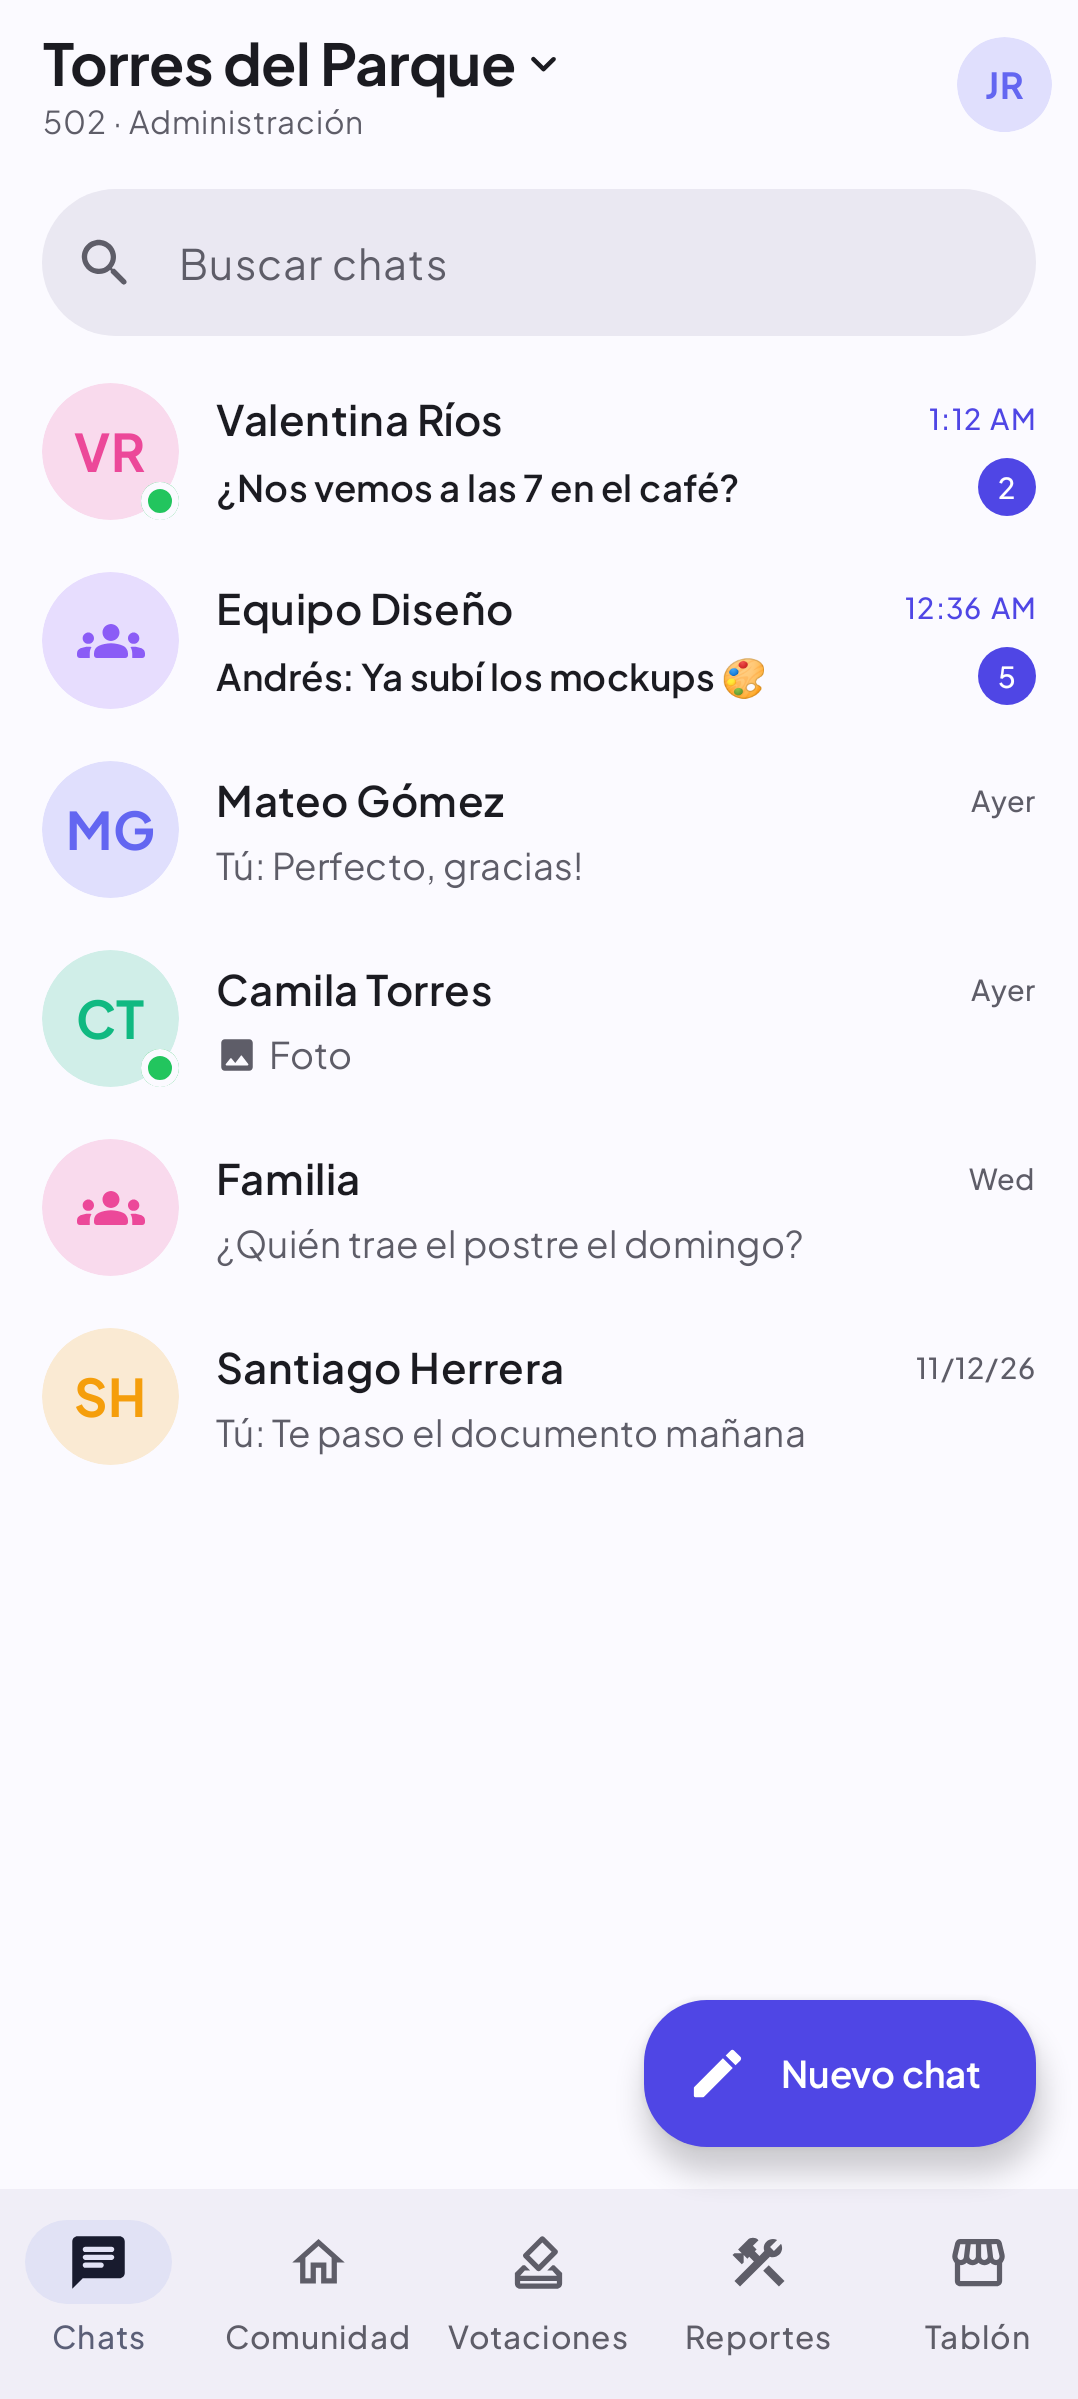 Torres del Parque
502 · Administración
JR
Buscar chats
VR
Valentina Ríos
1:12 AM
¿Nos vemos a las 7 en el café?
2
Equipo Diseño
12:36 AM
Andrés: Ya subí los mockups 🎨
5
MG
Mateo Gómez
Ayer
Tú: Perfecto, gracias!
CT
Camila Torres
Ayer
Foto
Familia
Wed
¿Quién trae el postre el domingo?
SH
Santiago Herrera
11/12/26
Tú: Te paso el documento mañana
Nuevo chat
Chats
Comunidad
Votaciones
Reportes
Tablón